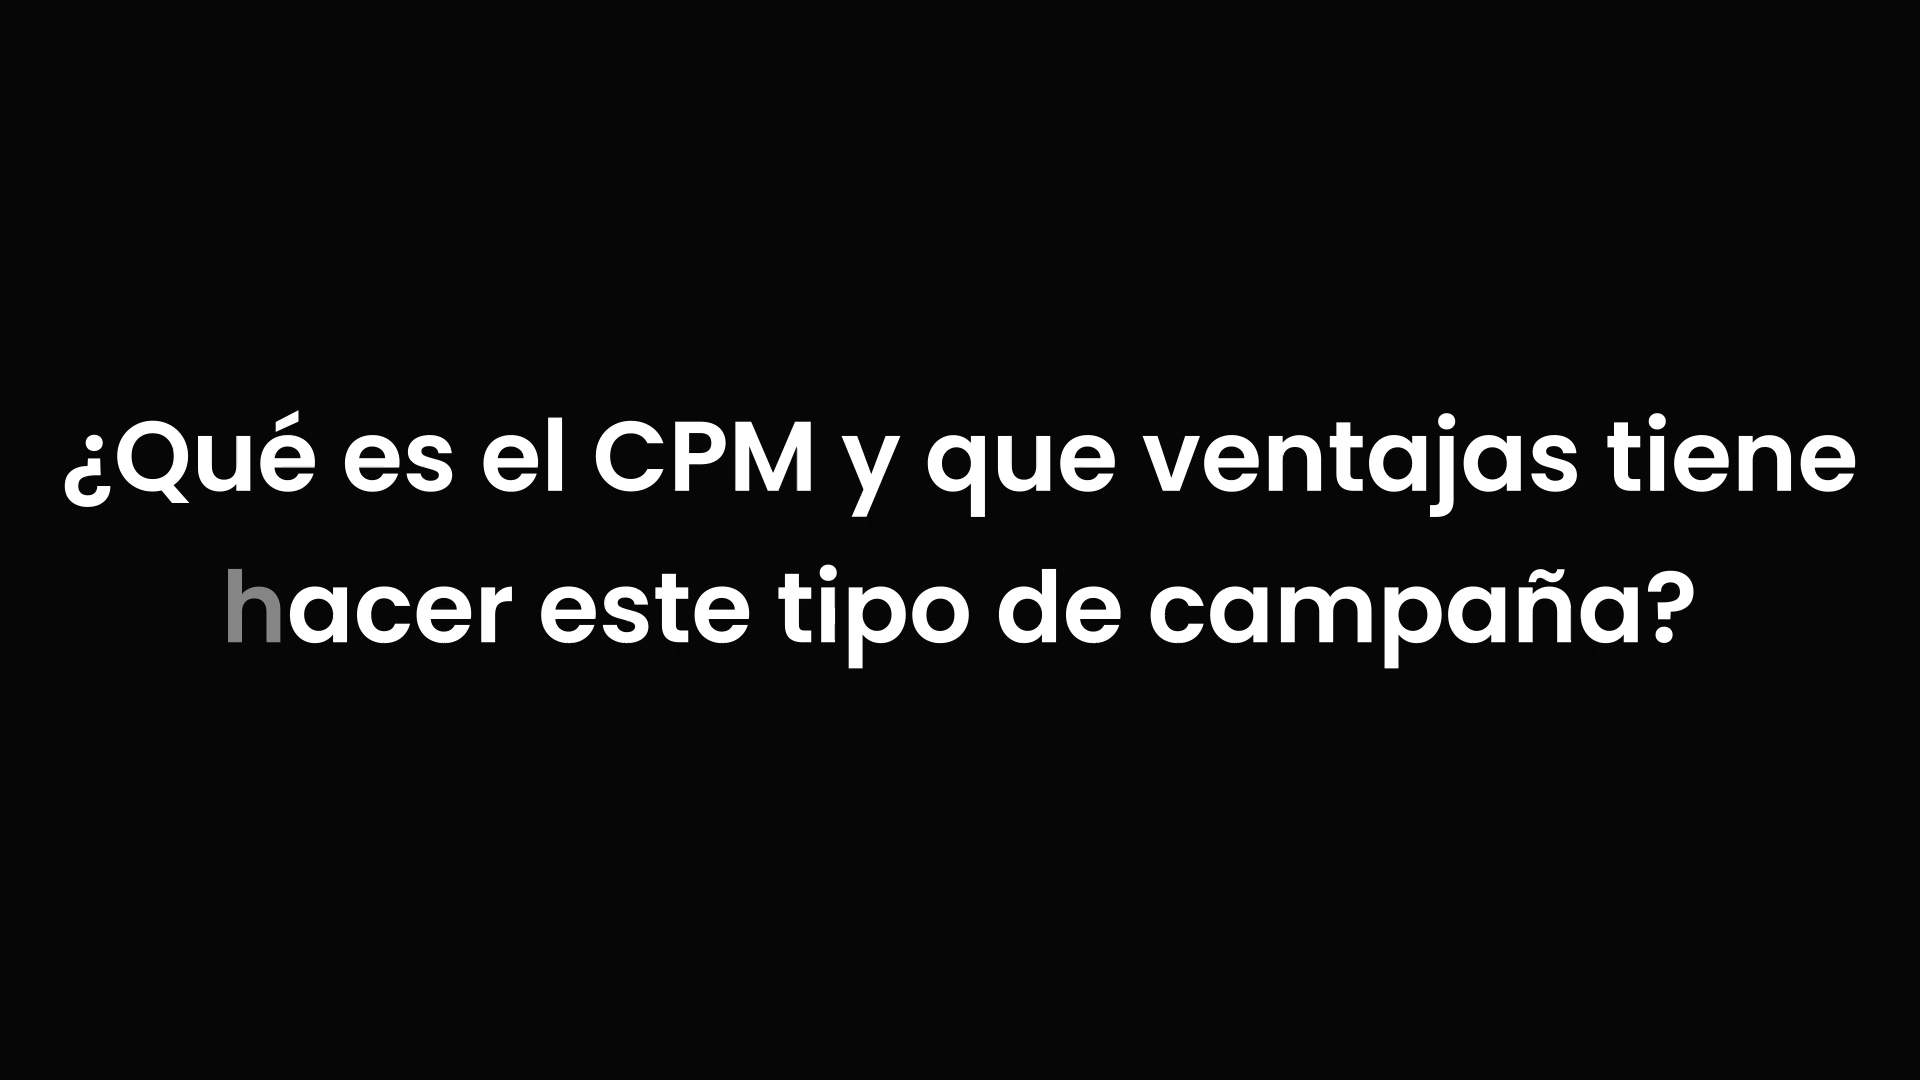 ¿Qué es el CPM y que ventajas tiene
hacer este tipo de campaña?